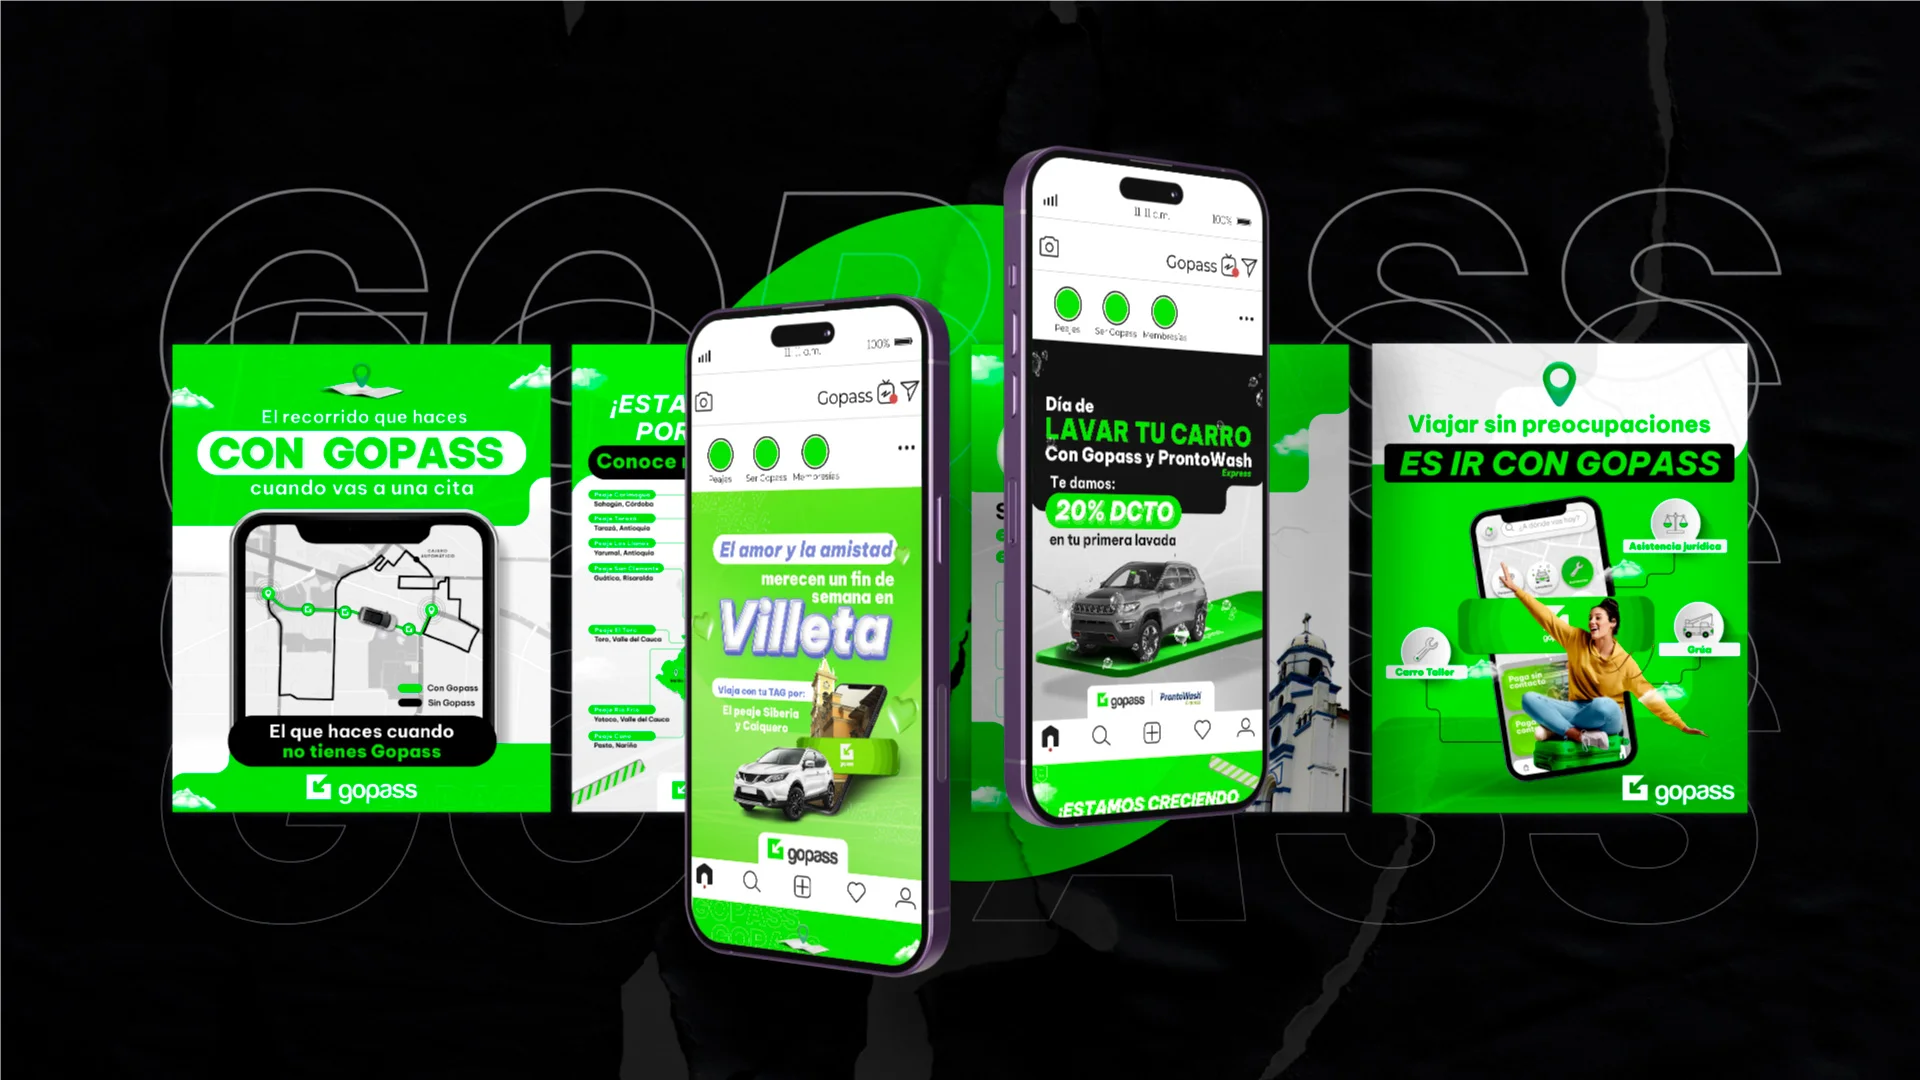 GOPASS
El recorrido que haces
CON GOPASS
cuando vas a una cita
CAJERO
AUTOMÁTICO
Con Gopass
Sin Gopass
El que haces cuando
no tienes Gopass
gopass
¡ESTA
POR
Conoce
Peaje Carimagua
Sahagún, Córdoba
Peaje Tarazá
Tarazá, Antioquia
Peaje Los Llanos
Yarumal, Antioquia
Peaje San Clemente
Guática, Risaralda
Peaje El Toro
Toro, Valle del Cauca
Peaje Río Frío
Yotoco, Valle del Cauca
Peaje Cano
Pasto, Nariño
100%
Gopass
Peajes
Ser Gopass
Membresías
El amor y la amistad
merecen un fin de
semana en
Villeta
Viaja con tu TAG por:
El peaje Siberia
y Caiquero
gopass
GOPASS
GOPASS
11:11 a.m.
100%
Gopass
Peajes
Ser Gopass
Membresías
Día de
LAVAR TU CARRO
Con Gopass y ProntoWash
Express
Te damos:
20% DCTO
en tu primera lavada
gopass
ProntoWash
¡ESTAMOS CRECIENDO
Viajar sin preocupaciones
ES IR CON GOPASS
¿A dónde vas hoy?
Asistencia jurídica
Grúa
Carro Taller
Paga sin
contacto
gopass